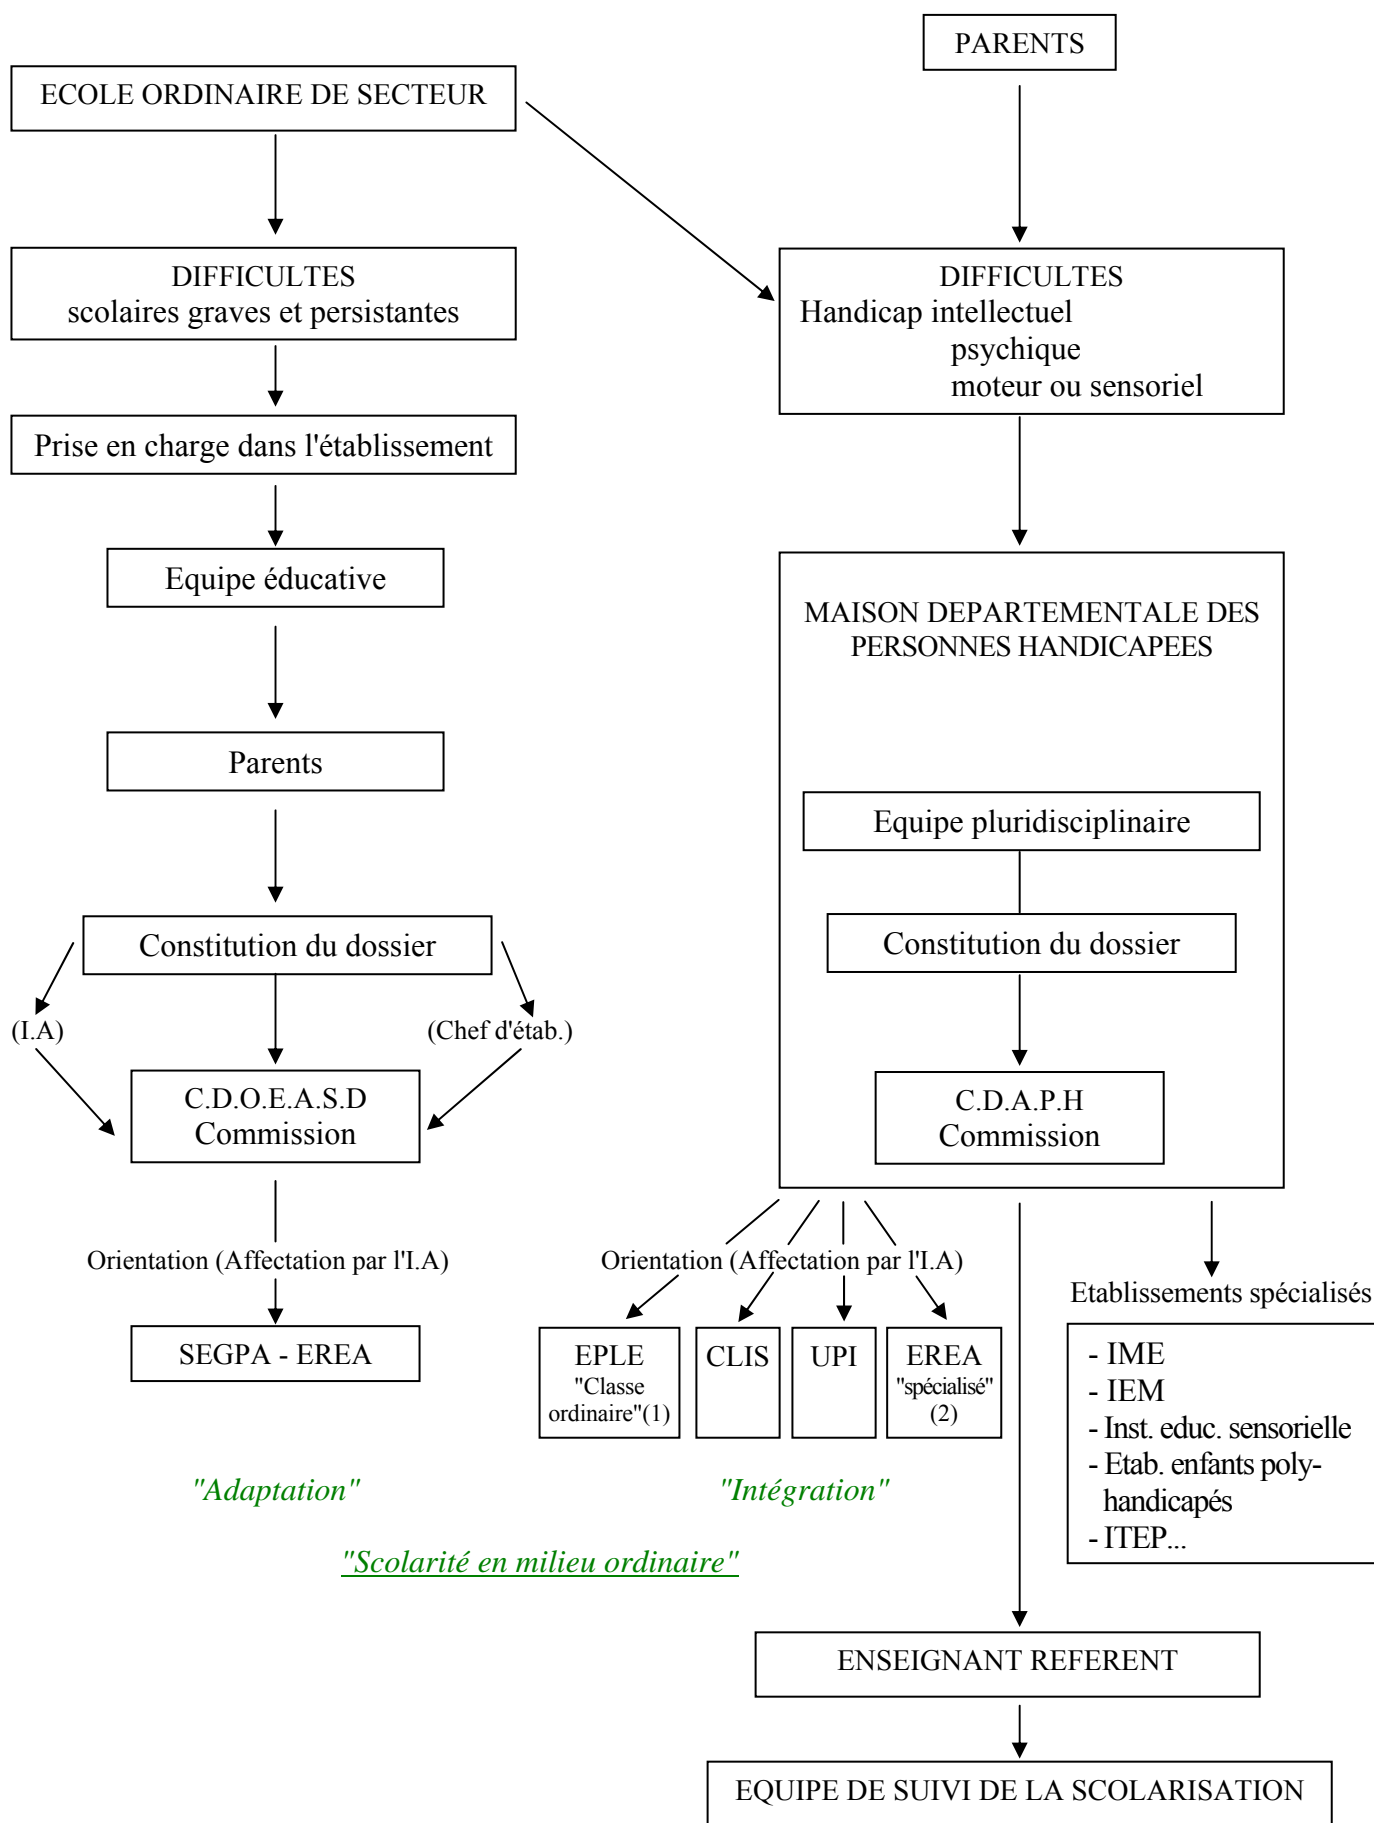 PARENTS
ECOLE ORDINAIRE DE SECTEUR
DIFFICULTES
scolaires graves et persistantes
DIFFICULTES
Handicap intellectuel
psychique
moteur ou sensoriel
Prise en charge dans l'établissement
Equipe éducative
MAISON DEPARTEMENTALE DES
PERSONNES HANDICAPEES
Parents
Equipe pluridisciplinaire
Constitution du dossier
Constitution du dossier
(I.A)
(Chef d'étab.)
C.D.O.E.A.S.D
Commission
C.D.A.P.H
Commission
Orientation (Affectation par l'I.A)
Orientation (Affectation par l'I.A)
Etablissements spécialisés
SEGPA - EREA
EPLE
"Classe
ordinaire"(1)
CLIS
UPI
EREA
"spécialisé"
(2)
- IME
- IEM
- Inst. educ. sensorielle
- Etab. enfants poly-
handicapés
- ITEP...
"Adaptation"
"Intégration"
"Scolarité en milieu ordinaire"
ENSEIGNANT REFERENT
EQUIPE DE SUIVI DE LA SCOLARISATION